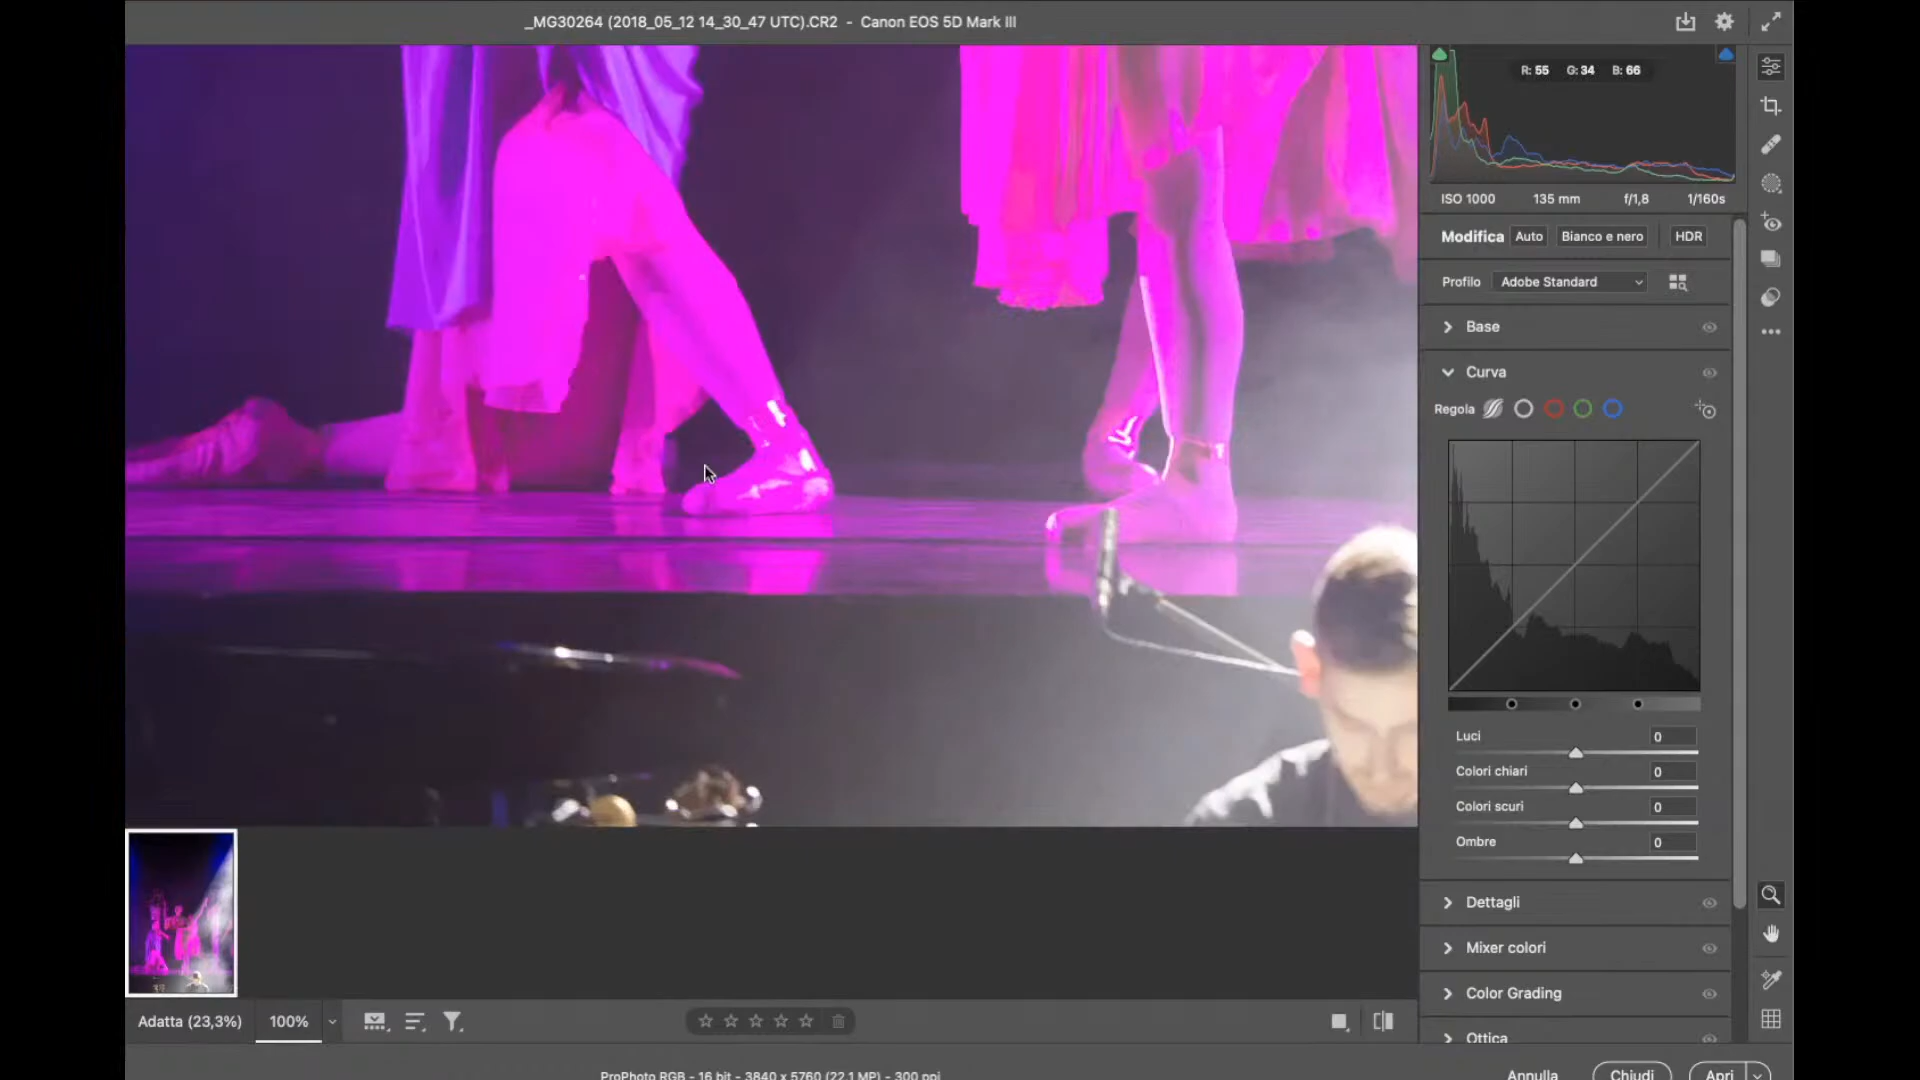 _MG30264 (2018_05_12 14_30_47 UTC).CR2 - Canon EOS 5D Mark III
R: 55 G: 34 B: 66
ISO 1000 135 mm f/1,8 1/160s
Modifica Auto Bianco e nero HDR
Profilo Adobe Standard
Base
Curva
Regola
Luci 0
Colori chiari 0
Colori scuri 0
Ombre 0
Dettagli
Mixer colori
Color Grading
Ottica
Adatta (23,3%) 100%
ProPhoto RGB - 16 bit - 3840 x 5760 (22,1 MP) - 300 ppi
Annulla Chiudi Apri